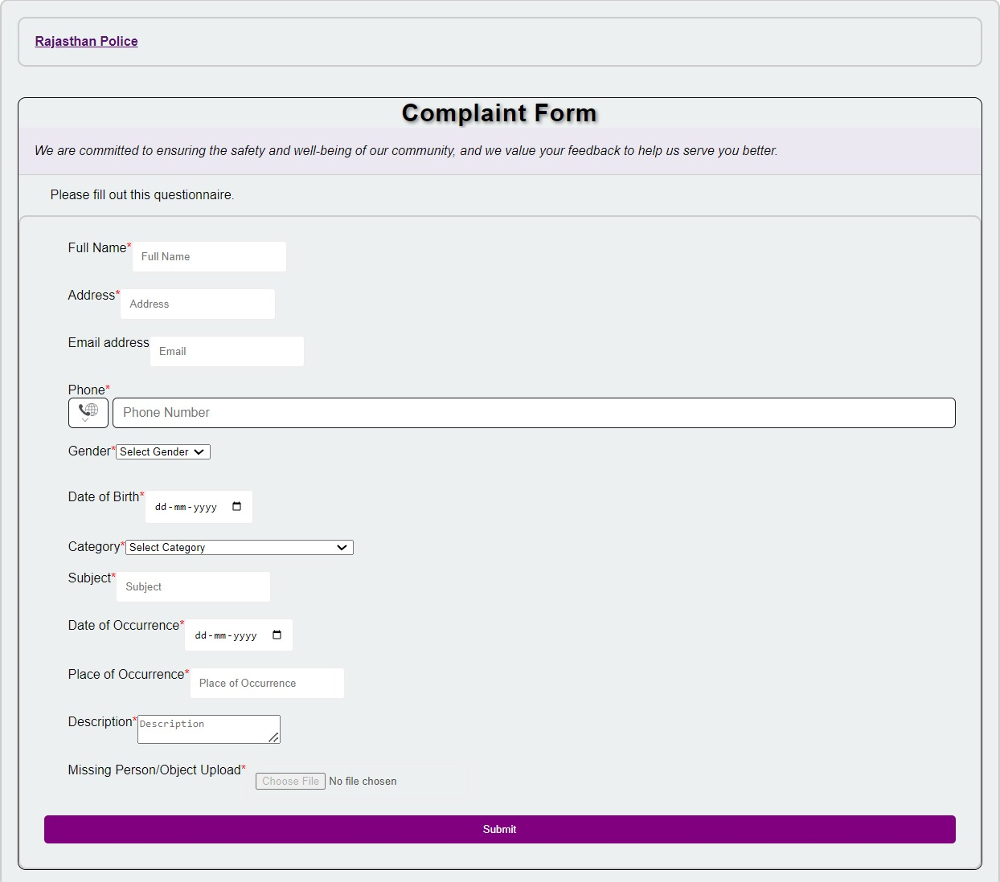 Rajasthan Police
Complaint Form
We are committed to ensuring the safety and well-being of our community, and we value your feedback to help us serve you better.
Please fill out this questionnaire.
Full Name* Full Name
Address* Address
Email address Email
Phone*
Phone Number
Gender* Select Gender
Date of Birth* dd-mm-yyyy
Category* Select Category
Subject* Subject
Date of Occurrence* dd-mm-yyyy
Place of Occurrence* Place of Occurrence
Description* Description
Missing Person/Object Upload* Choose File No file chosen
Submit